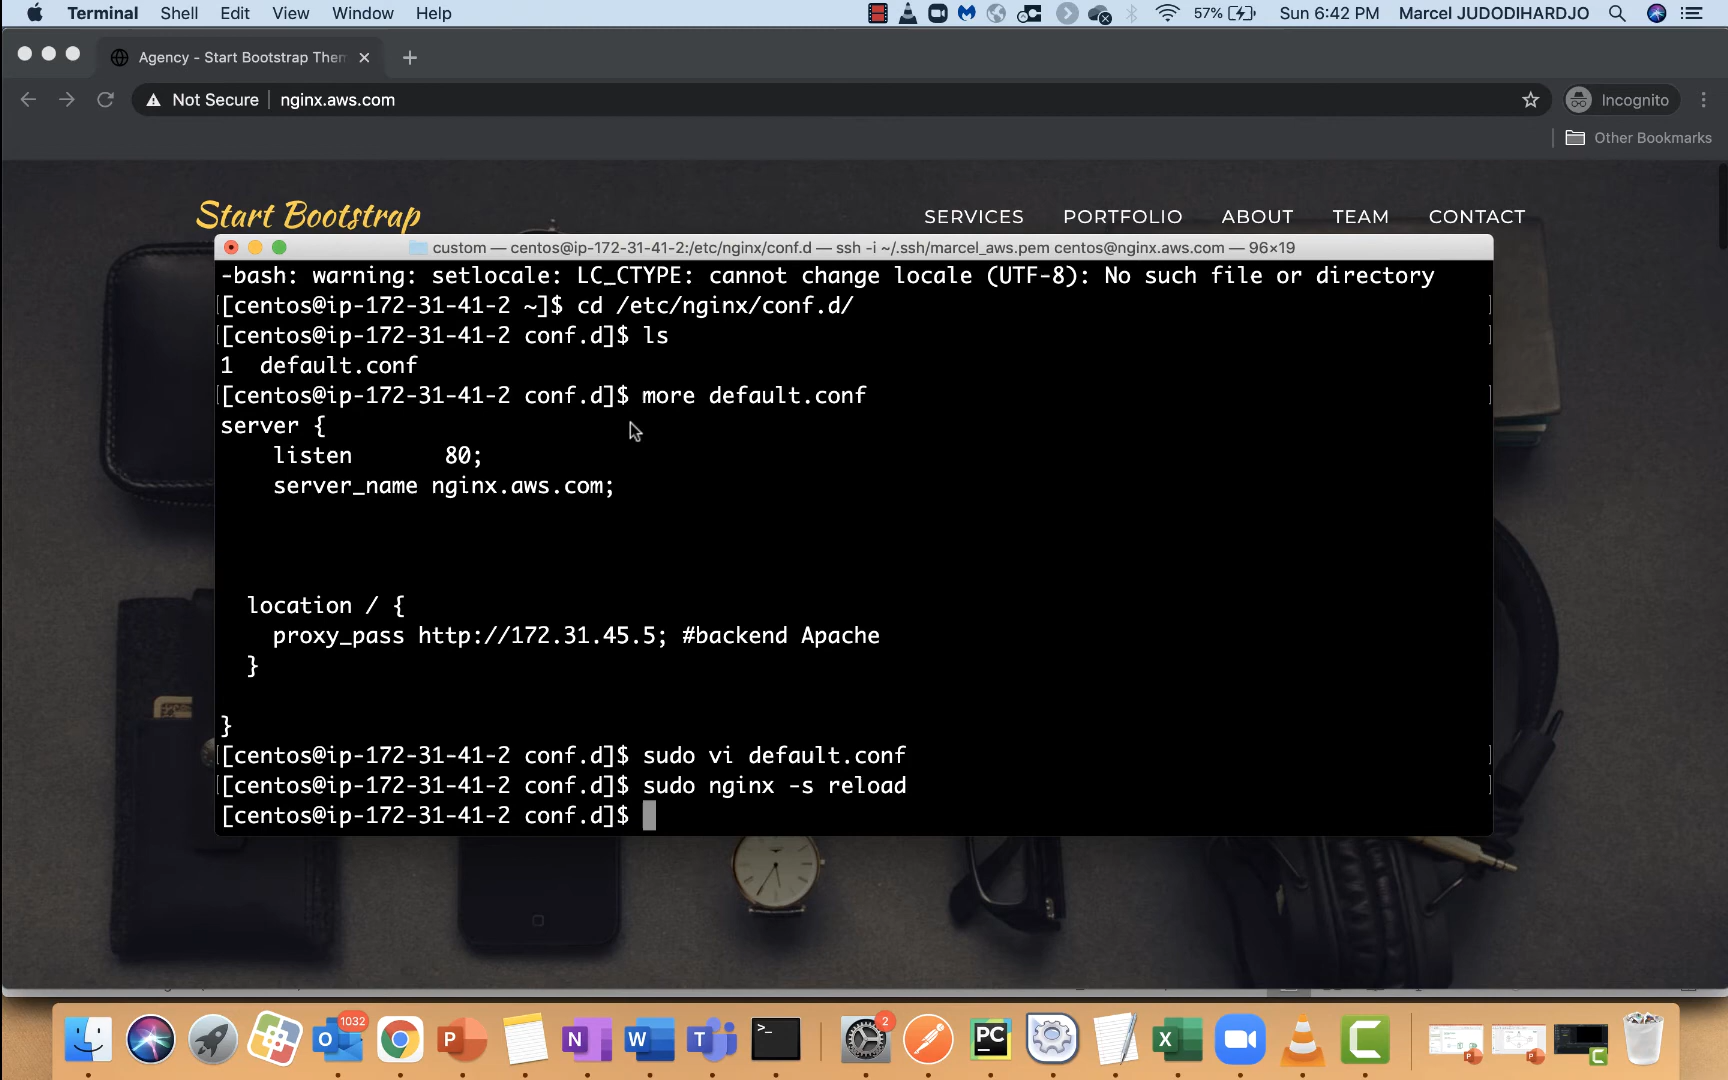 Terminal Shell Edit View Window Help 57% Sun 6:42 PM Marcel JUDODIHARDJO
Agency - Start Bootstrap Them
Not Secure | nginx.aws.com Incognito
Other Bookmarks
Start Bootstrap SERVICES PORTFOLIO ABOUT TEAM CONTACT
custom — centos@ip-172-31-41-2:/etc/nginx/conf.d — ssh -i ~/.ssh/marcel_aws.pem centos@nginx.aws.com — 96×19
-bash: warning: setlocale: LC_CTYPE: cannot change locale (UTF-8): No such file or directory
[centos@ip-172-31-41-2 ~]$ cd /etc/nginx/conf.d/
[centos@ip-172-31-41-2 conf.d]$ ls
1  default.conf
[centos@ip-172-31-41-2 conf.d]$ more default.conf
server {
    listen       80;
    server_name nginx.aws.com;
  location / {
    proxy_pass http://172.31.45.5; #backend Apache
  }
}
[centos@ip-172-31-41-2 conf.d]$ sudo vi default.conf
[centos@ip-172-31-41-2 conf.d]$ sudo nginx -s reload
[centos@ip-172-31-41-2 conf.d]$
1032 2
O P N W T >_ PC X C
P P C